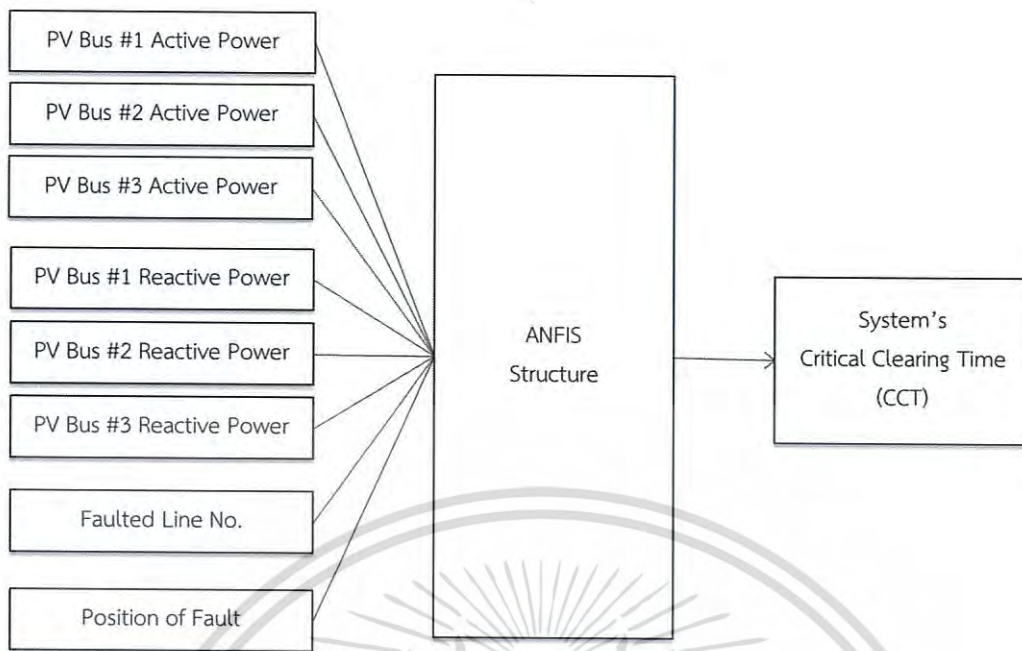 PV Bus #1 Active Power
PV Bus #2 Active Power
PV Bus #3 Active Power
PV Bus #1 Reactive Power
PV Bus #2 Reactive Power
PV Bus #3 Reactive Power
Faulted Line No.
Position of Fault
ANFIS
Structure
System's
Critical Clearing Time
(CCT)